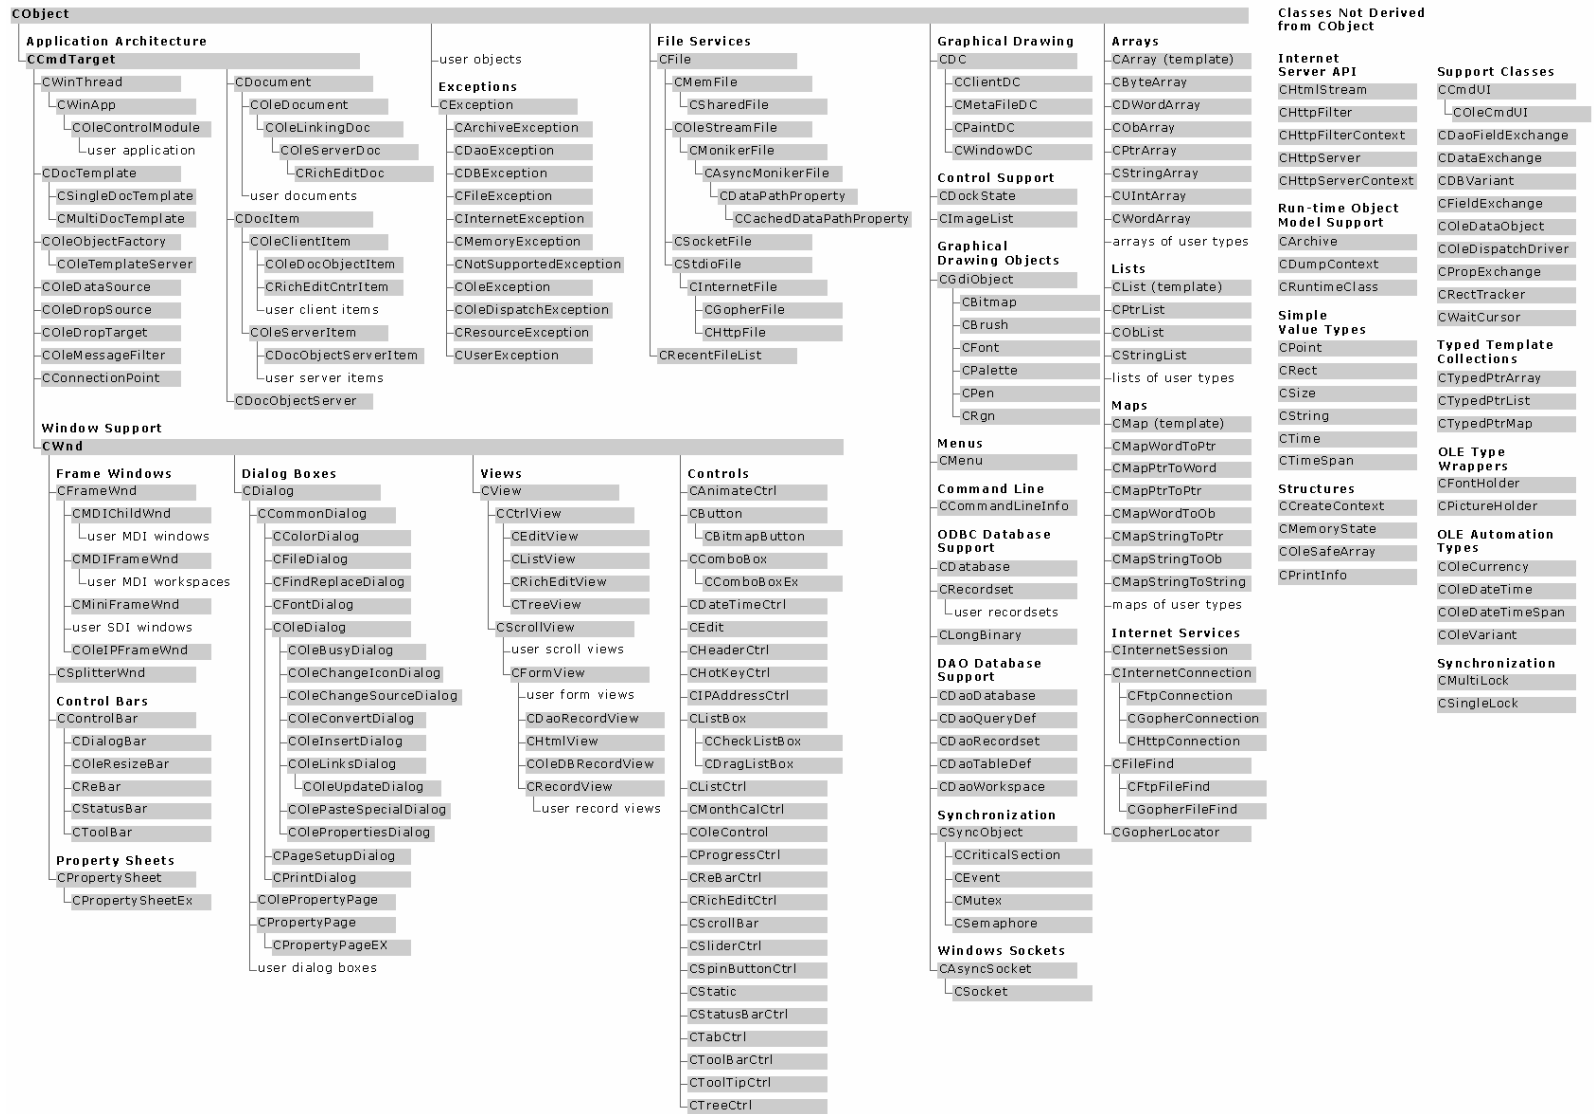 CObject
Application Architecture
CCmdTarget
CWinThread
CWinApp
COleControlModule
user application
CDocTemplate
CSingleDocTemplate
CMultiDocTemplate
COleObjectFactory
COleTemplateServer
COleDataSource
COleDropSource
COleDropTarget
COleMessageFilter
CConnectionPoint
CDocument
COleDocument
COleLinkingDoc
COleServerDoc
CRichEditDoc
user documents
CDocItem
COleClientItem
COleDocObjectItem
CRichEditCntrItem
user client items
COleServerItem
CDocObjectServerItem
user server items
CDocObjectServer
user objects
Exceptions
CException
CArchiveException
CDaoException
CDBException
CFileException
CInternetException
CMemoryException
CNotSupportedException
COleException
COleDispatchException
CResourceException
CUserException
File Services
CFile
CMemFile
CSharedFile
COleStreamFile
CMonikerFile
CAsyncMonikerFile
CDataPathProperty
CCachedDataPathProperty
CSocketFile
CStdioFile
CInternetFile
CGopherFile
CHttpFile
CRecentFileList
Window Support
CWnd
Frame Windows
CFrameWnd
CMDIChildWnd
user MDI windows
CMDIFrameWnd
user MDI workspaces
CMiniFrameWnd
user SDI windows
COleIPFrameWnd
CSplitterWnd
Control Bars
CControlBar
CDialogBar
COleResizeBar
CReBar
CStatusBar
CToolBar
Property Sheets
CPropertySheet
CPropertySheetEx
Dialog Boxes
CDialog
CCommonDialog
CColorDialog
CFileDialog
CFindReplaceDialog
CFontDialog
COleDialog
COleBusyDialog
COleChangeIconDialog
COleChangeSourceDialog
COleConvertDialog
COleInsertDialog
COleLinksDialog
COleUpdateDialog
COlePasteSpecialDialog
COlePropertiesDialog
CPageSetupDialog
CPrintDialog
COlePropertyPage
CPropertyPage
CPropertyPageEX
user dialog boxes
Views
CView
CCtrlView
CEditView
CListView
CRichEditView
CTreeView
CScrollView
user scroll views
CFormView
user form views
CDaoRecordView
CHtmlView
COleDBRecordView
CRecordView
user record views
Controls
CAnimateCtrl
CButton
CBitmapButton
CComboBox
CComboBoxEx
CDateTimeCtrl
CEdit
CHeaderCtrl
CHotKeyCtrl
CIPAddressCtrl
CListBox
CCheckListBox
CDragListBox
CListCtrl
CMonthCalCtrl
COleControl
CProgressCtrl
CReBarCtrl
CRichEditCtrl
CScrollBar
CSliderCtrl
CSpinButtonCtrl
CStatic
CStatusBarCtrl
CTabCtrl
CToolBarCtrl
CToolTipCtrl
CTreeCtrl
Graphical Drawing
CDC
CClientDC
CMetaFileDC
CPaintDC
CWindowDC
Control Support
CDockState
CImageList
Graphical
Drawing Objects
CGdiObject
CBitmap
CBrush
CFont
CPalette
CPen
CRgn
Menus
CMenu
Command Line
CCommandLineInfo
ODBC Database
Support
CDatabase
CRecordset
user recordsets
CLongBinary
DAO Database
Support
CDaoDatabase
CDaoQueryDef
CDaoRecordset
CDaoTableDef
CDaoWorkspace
Synchronization
CSyncObject
CCriticalSection
CEvent
CMutex
CSemaphore
Windows Sockets
CAsyncSocket
CSocket
Arrays
CArray (template)
CByteArray
CDWordArray
CObArray
CPtrArray
CStringArray
CUIntArray
CWordArray
arrays of user types
Lists
CList (template)
CPtrList
CObList
CStringList
lists of user types
Maps
CMap (template)
CMapWordToPtr
CMapPtrToWord
CMapPtrToPtr
CMapWordToOb
CMapStringToPtr
CMapStringToOb
CMapStringToString
maps of user types
Internet Services
CInternetSession
CInternetConnection
CFtpConnection
CGopherConnection
CHttpConnection
CFileFind
CFtpFileFind
CGopherFileFind
CGopherLocator
Classes Not Derived
from CObject
Internet
Server API
CHtmlStream
CHttpFilter
CHttpFilterContext
CHttpServer
CHttpServerContext
Run-time Object
Model Support
CArchive
CDumpContext
CRuntimeClass
Simple
Value Types
CPoint
CRect
CSize
CString
CTime
CTimeSpan
Structures
CCreateContext
CMemoryState
COleSafeArray
CPrintInfo
Support Classes
CCmdUI
COleCmdUI
CDaoFieldExchange
CDataExchange
CDBVariant
CFieldExchange
COleDataObject
COleDispatchDriver
CPropExchange
CRectTracker
CWaitCursor
Typed Template
Collections
CTypedPtrArray
CTypedPtrList
CTypedPtrMap
OLE Type
Wrappers
CFontHolder
CPictureHolder
OLE Automation
Types
COleCurrency
COleDateTime
COleDateTimeSpan
COleVariant
Synchronization
CMultiLock
CSingleLock